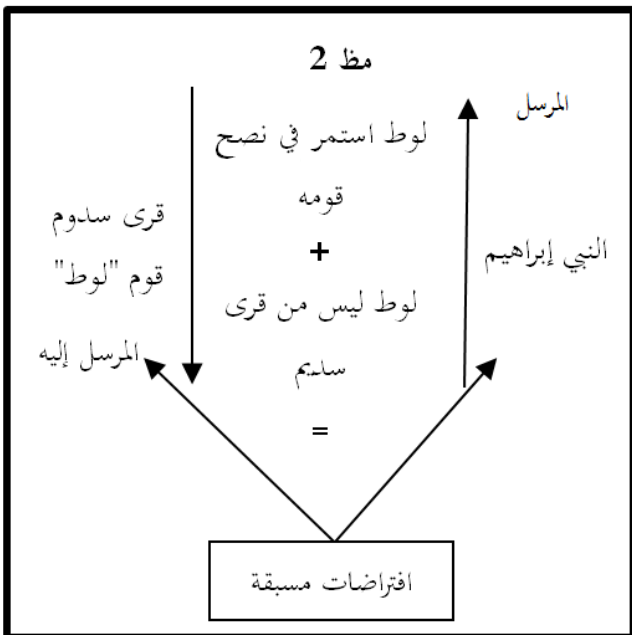 مظ 2
المرسل
لوط استمر في نصح
قومه
قرى سدوم
النبي إبراهيم
+
قوم "لوط"
لوط ليس من قرى
المرسل إليه
سديم
=
افتراضات مسبقة